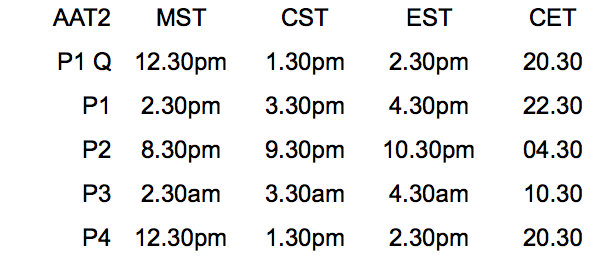 AAT2 MST CST EST CET
P1 Q 12.30pm 1.30pm 2.30pm 20.30
P1 2.30pm 3.30pm 4.30pm 22.30
P2 8.30pm 9.30pm 10.30pm 04.30
P3 2.30am 3.30am 4.30am 10.30
P4 12.30pm 1.30pm 2.30pm 20.30